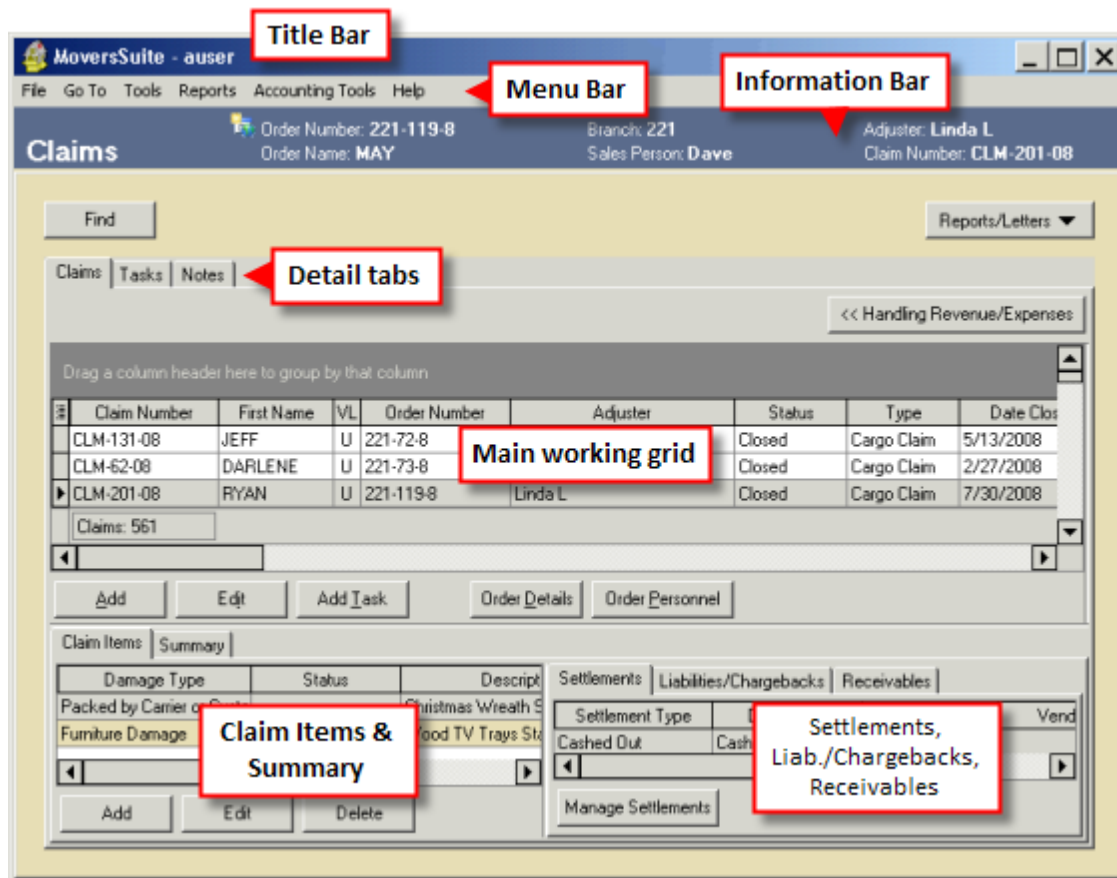 Title Bar
MoversSuite - auser
File Go To Tools Reports Accounting Tools Help
Menu Bar
Information Bar
Claims
Order Number: 221-119-8
Order Name: MAY
Branch: 221
Sales Person: Dave
Adjuster: Linda L
Claim Number: CLM-201-08
Find
Reports/Letters
Claims Tasks Notes
Detail tabs
<< Handling Revenue/Expenses
Drag a column header here to group by that column
Claim Number First Name VL Order Number Adjuster Status Type Date Clos
CLM-131-08 JEFF U 221-72-8 Closed Cargo Claim 5/13/2008
CLM-62-08 DARLENE U 221-73-8 Closed Cargo Claim 2/27/2008
CLM-201-08 RYAN U 221-119-8 Linda L Closed Cargo Claim 7/30/2008
Main working grid
Claims: 561
Add Edit Add Task Order Details Order Personnel
Claim Items Summary
Damage Type Status Descript
Packed by Carrier or Christmas Wreath S
Furniture Damage Wood TV Trays Sta
Claim Items &
Summary
Add Edit Delete
Settlements Liabilities/Chargebacks Receivables
Settlement Type D Vend
Cashed Out Cash
Settlements,
Liab./Chargebacks,
Receivables
Manage Settlements